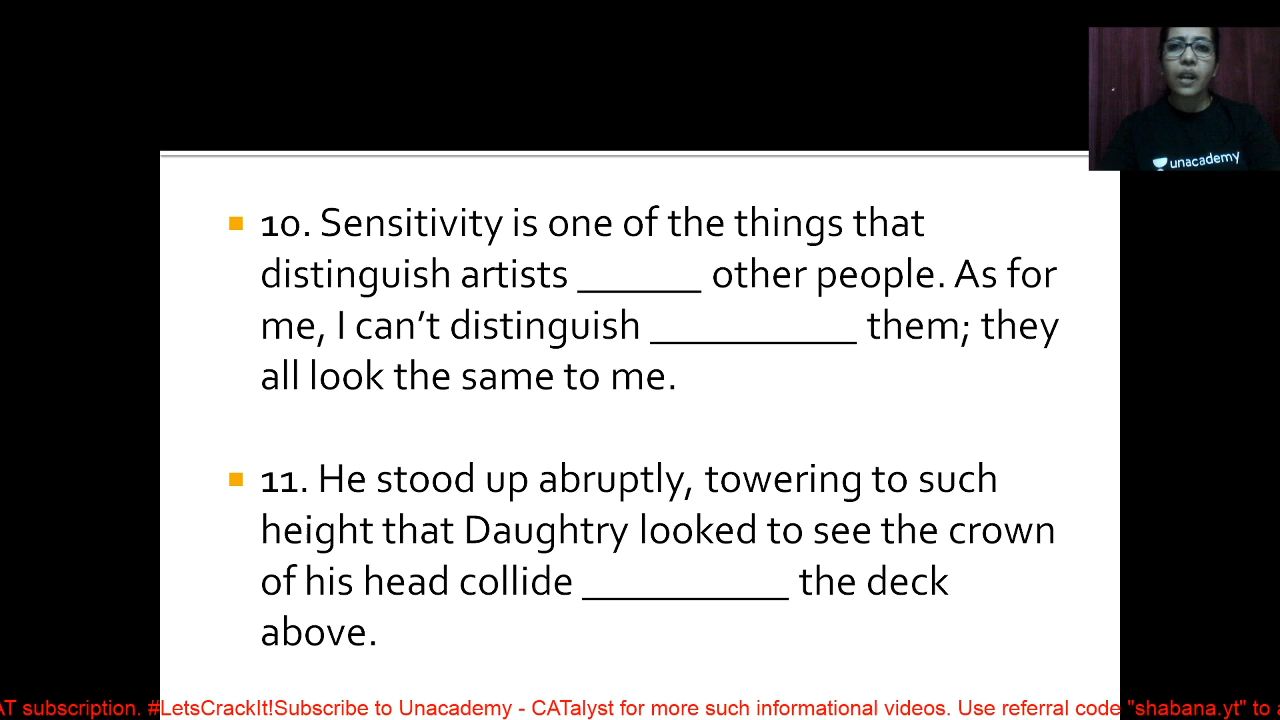 unacademy
10. Sensitivity is one of the things that
distinguish artists ______ other people. As for
me, I can’t distinguish __________ them; they
all look the same to me.
11. He stood up abruptly, towering to such
height that Daughtry looked to see the crown
of his head collide __________ the deck
above.
AT subscription. #LetsCrackIt!Subscribe to Unacademy - CATalyst for more such informational videos. Use referral code "shabana.yt" to